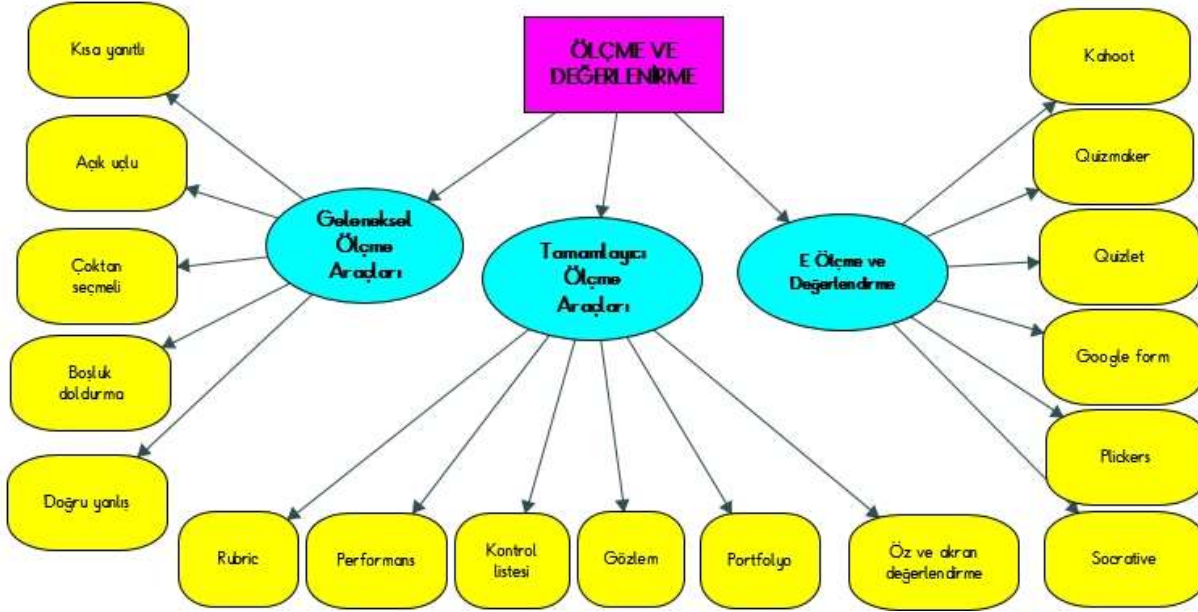 ÖLÇME VE
DEĞERLENİRME
Geleneksel
Ölçme
Araçları
Kısa yanıtlı
Açık uçlu
Çoktan
seçmeli
Boşluk
doldurma
Doğru yanlış
Tamamlayıcı
Ölçme
Araçları
Rubric
Performans
Kontrol
listesi
Gözlem
Portfolyo
Öz ve akran
değerlendirme
E Ölçme ve
Değerlendirme
Kahoot
Quizmaker
Quizlet
Google form
Plickers
Socrative